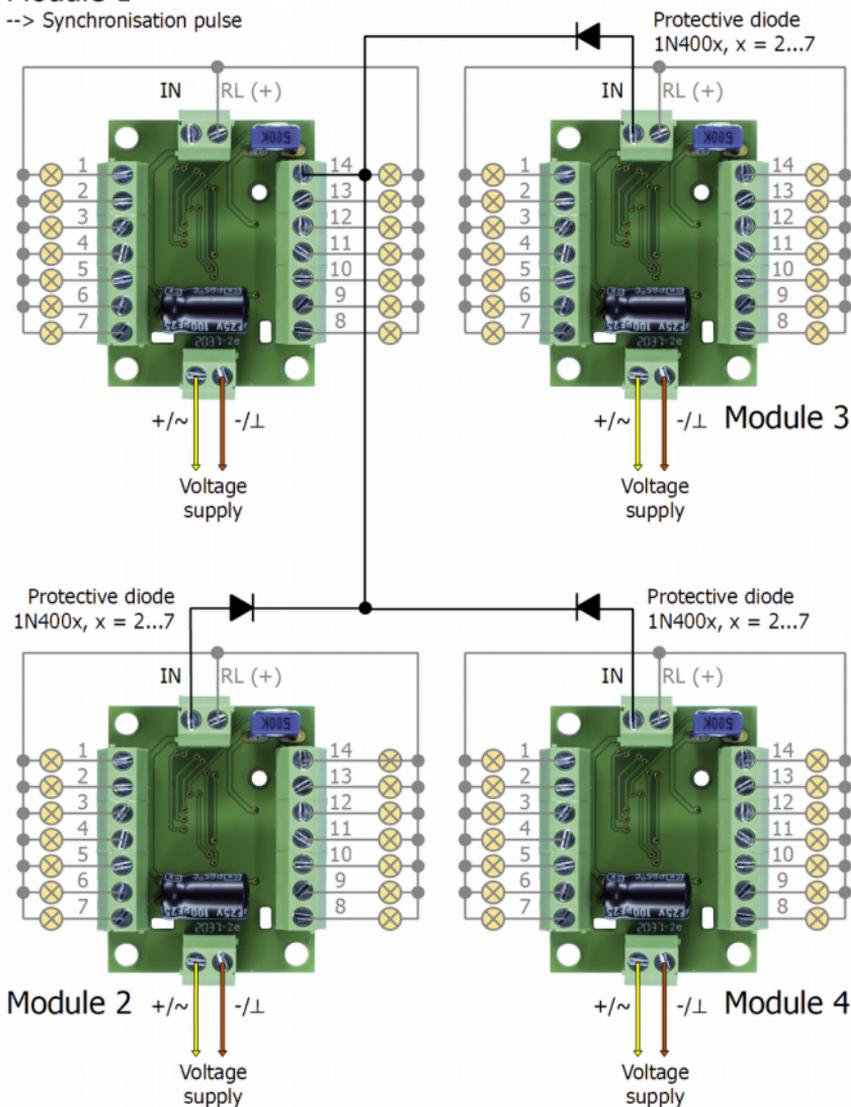 --> Synchronisation pulse
Protective diode
1N400x, x = 2...7
IN RL (+)
IN RL (+)
500K
500K
1 14
2 13
3 12
4 11
5 10
6 9
7 8
1 14
2 13
3 12
4 11
5 10
6 9
7 8
+/~ -/⊥
+/~ -/⊥ Module 3
Voltage
supply
Voltage
supply
Protective diode
1N400x, x = 2...7
Protective diode
1N400x, x = 2...7
IN RL (+)
IN RL (+)
500K
500K
1 14
2 13
3 12
4 11
5 10
6 9
7 8
1 14
2 13
3 12
4 11
5 10
6 9
7 8
Module 2 +/~ -/⊥
+/~ -/⊥ Module 4
Voltage
supply
Voltage
supply